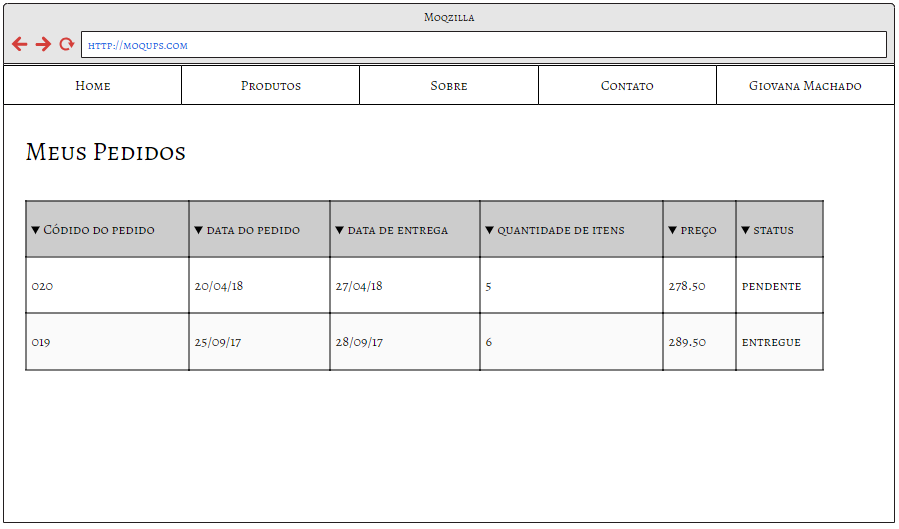 Moqzilla
http://moqups.com
Home Produtos Sobre Contato Giovana Machado
Meus Pedidos
▼ Códido do pedido ▼ data do pedido ▼ data de entrega ▼ quantidade de itens ▼ preço ▼ status
020 20/04/18 27/04/18 5 278.50 pendente
019 25/09/17 28/09/17 6 289.50 entregue